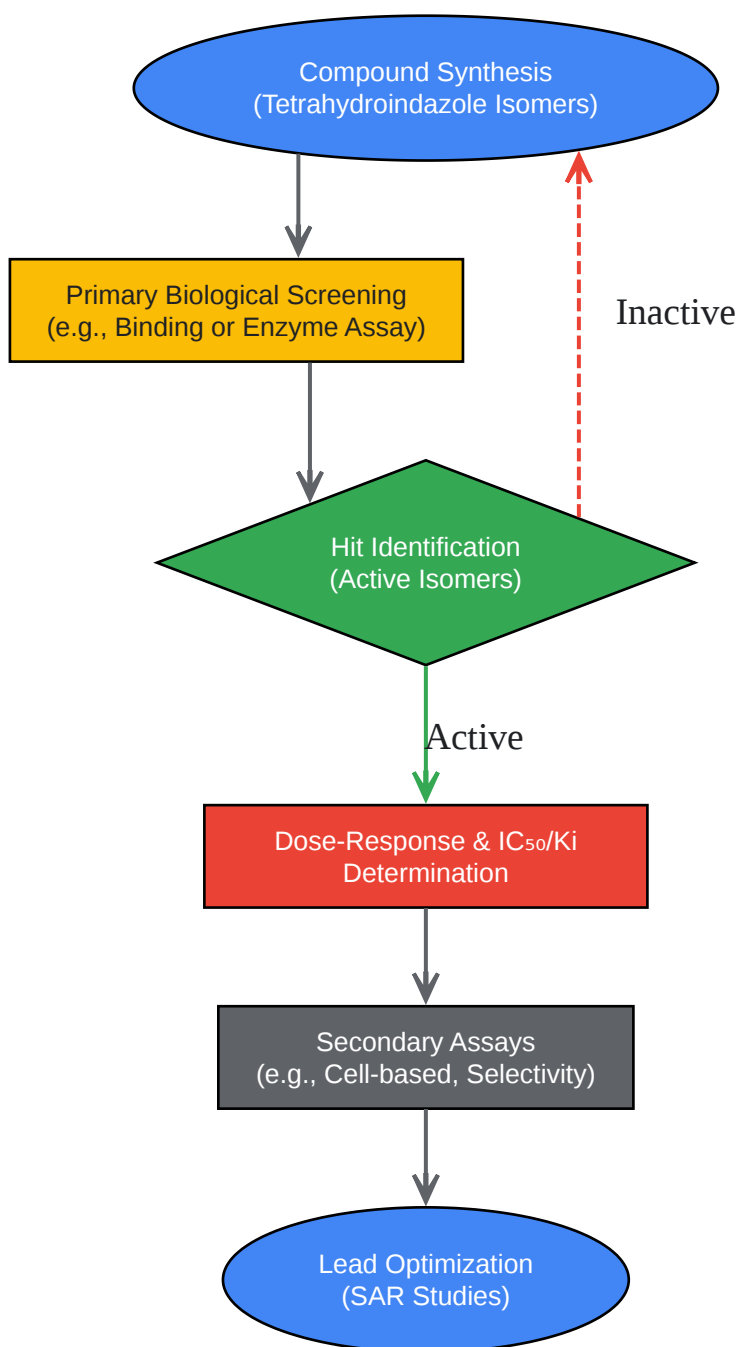 Compound Synthesis
(Tetrahydroindazole Isomers)
Primary Biological Screening
(e.g., Binding or Enzyme Assay)
Inactive
Hit Identification
(Active Isomers)
Active
Dose-Response & IC₅₀/Ki
Determination
Secondary Assays
(e.g., Cell-based, Selectivity)
Lead Optimization
(SAR Studies)